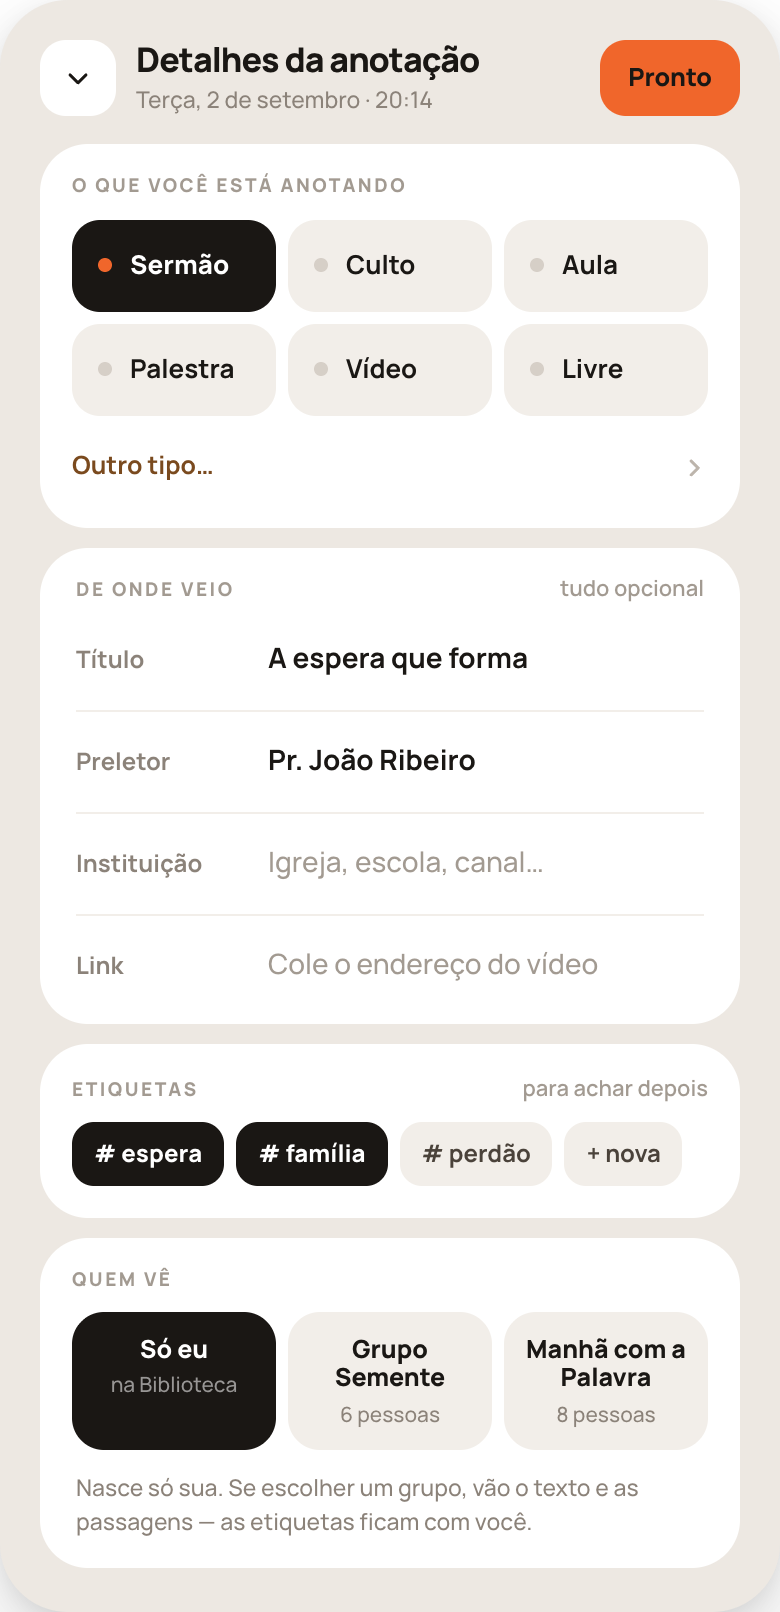 Detalhes da anotação
Terça, 2 de setembro · 20:14
Pronto
O QUE VOCÊ ESTÁ ANOTANDO
Sermão
Culto
Aula
Palestra
Vídeo
Livre
Outro tipo...
DE ONDE VEIO
tudo opcional
Título
A espera que forma
Preletor
Pr. João Ribeiro
Instituição
Igreja, escola, canal...
Link
Cole o endereço do vídeo
ETIQUETAS
para achar depois
# espera
# família
# perdão
+ nova
QUEM VÊ
Só eu
na Biblioteca
Grupo
Semente
6 pessoas
Manhã com a
Palavra
8 pessoas
Nasce só sua. Se escolher um grupo, vão o texto e as
passagens — as etiquetas ficam com você.